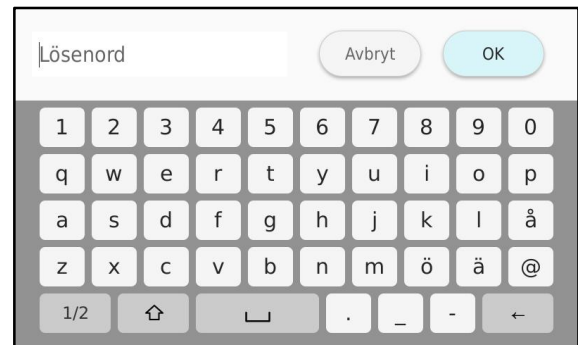 Lösenord Avbryt OK
1 2 3 4 5 6 7 8 9 0
q w e r t y u i o p
a s d f g h j k l å
z x c v b n m ö ä @
1/2 . _ - ←